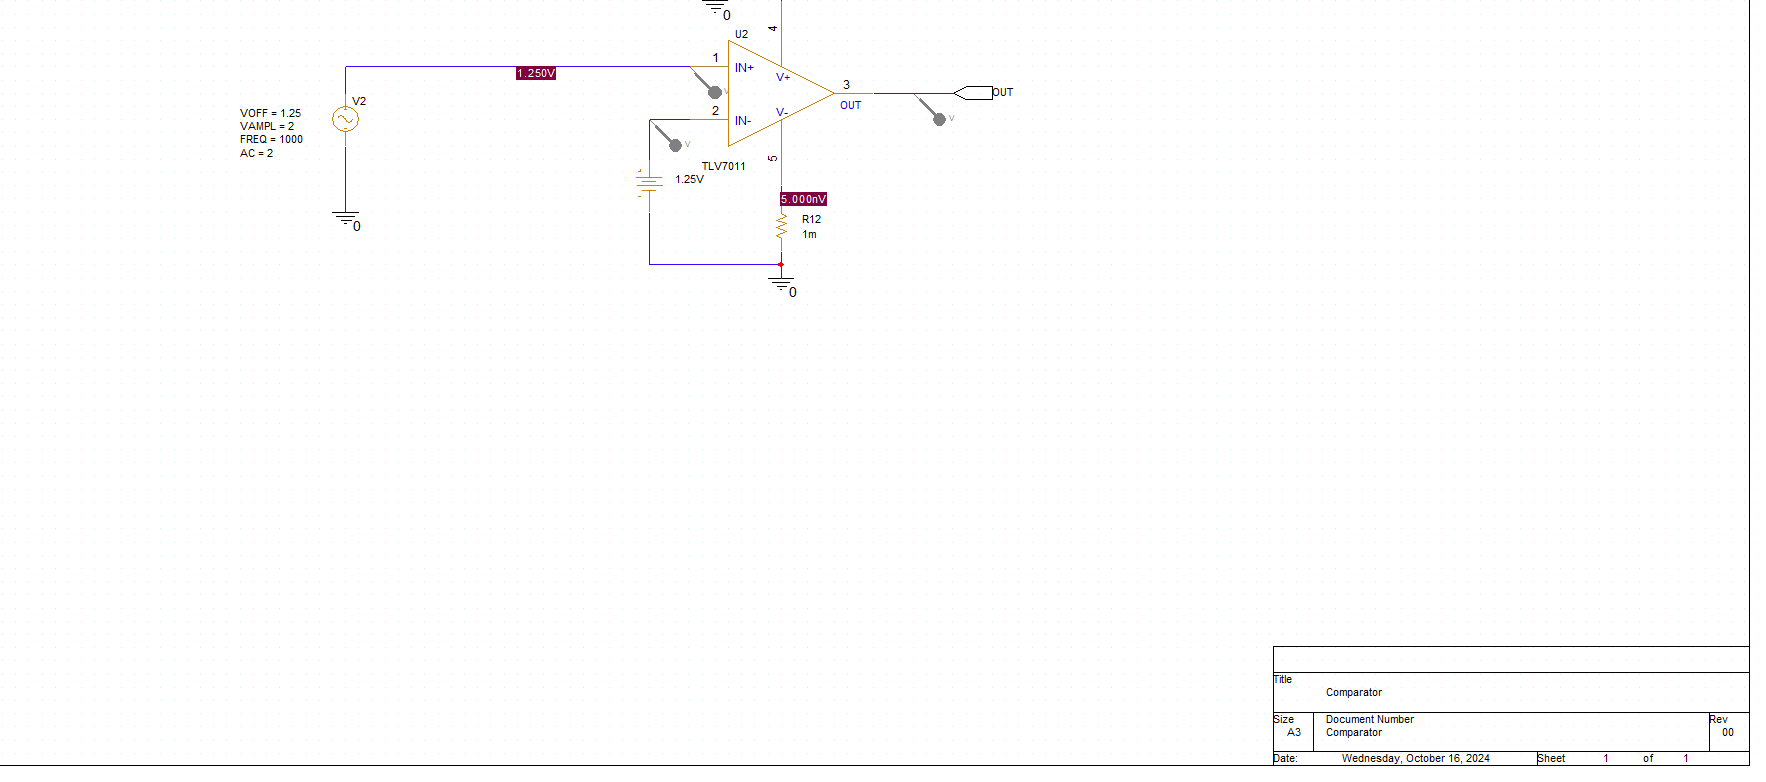 0
4
U2
1
IN+
V+
1.250V
V
V2
VOFF = 1.25
VAMPL = 2
FREQ = 1000
AC = 2
2
IN-
V-
3
OUT
OUT
V
V
5
TLV7011
1.25V
5.000nV
R12
1m
0
0
Title
Comparator
Size
A3
Document Number
Comparator
Rev
00
Date:
Wednesday, October 16, 2024
Sheet 1 of 1